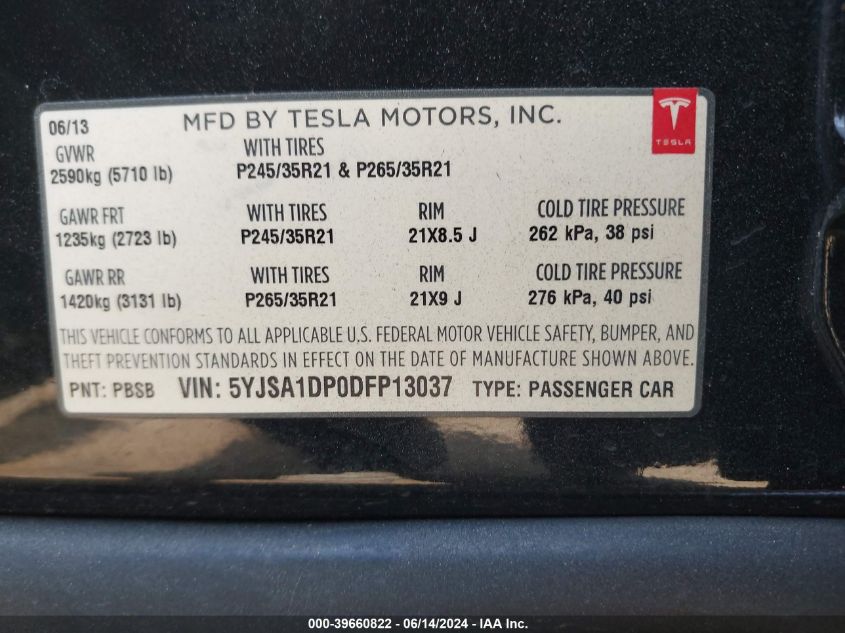 06/13 MFD BY TESLA MOTORS, INC.
TESLA
GVWR WITH TIRES
2590kg (5710 lb) P245/35R21 & P265/35R21
GAWR FRT WITH TIRES RIM COLD TIRE PRESSURE
1235kg (2723 lb) P245/35R21 21X8.5 J 262 kPa, 38 psi
GAWR RR WITH TIRES RIM COLD TIRE PRESSURE
1420kg (3131 lb) P265/35R21 21X9 J 276 kPa, 40 psi
THIS VEHICLE CONFORMS TO ALL APPLICABLE U.S. FEDERAL MOTOR VEHICLE SAFETY, BUMPER, AND
THEFT PREVENTION STANDARDS IN EFFECT ON THE DATE OF MANUFACTURE SHOWN ABOVE.
PNT: PBSB VIN: 5YJSA1DP0DFP13037 TYPE: PASSENGER CAR
000-39660822 - 06/14/2024 - IAA Inc.